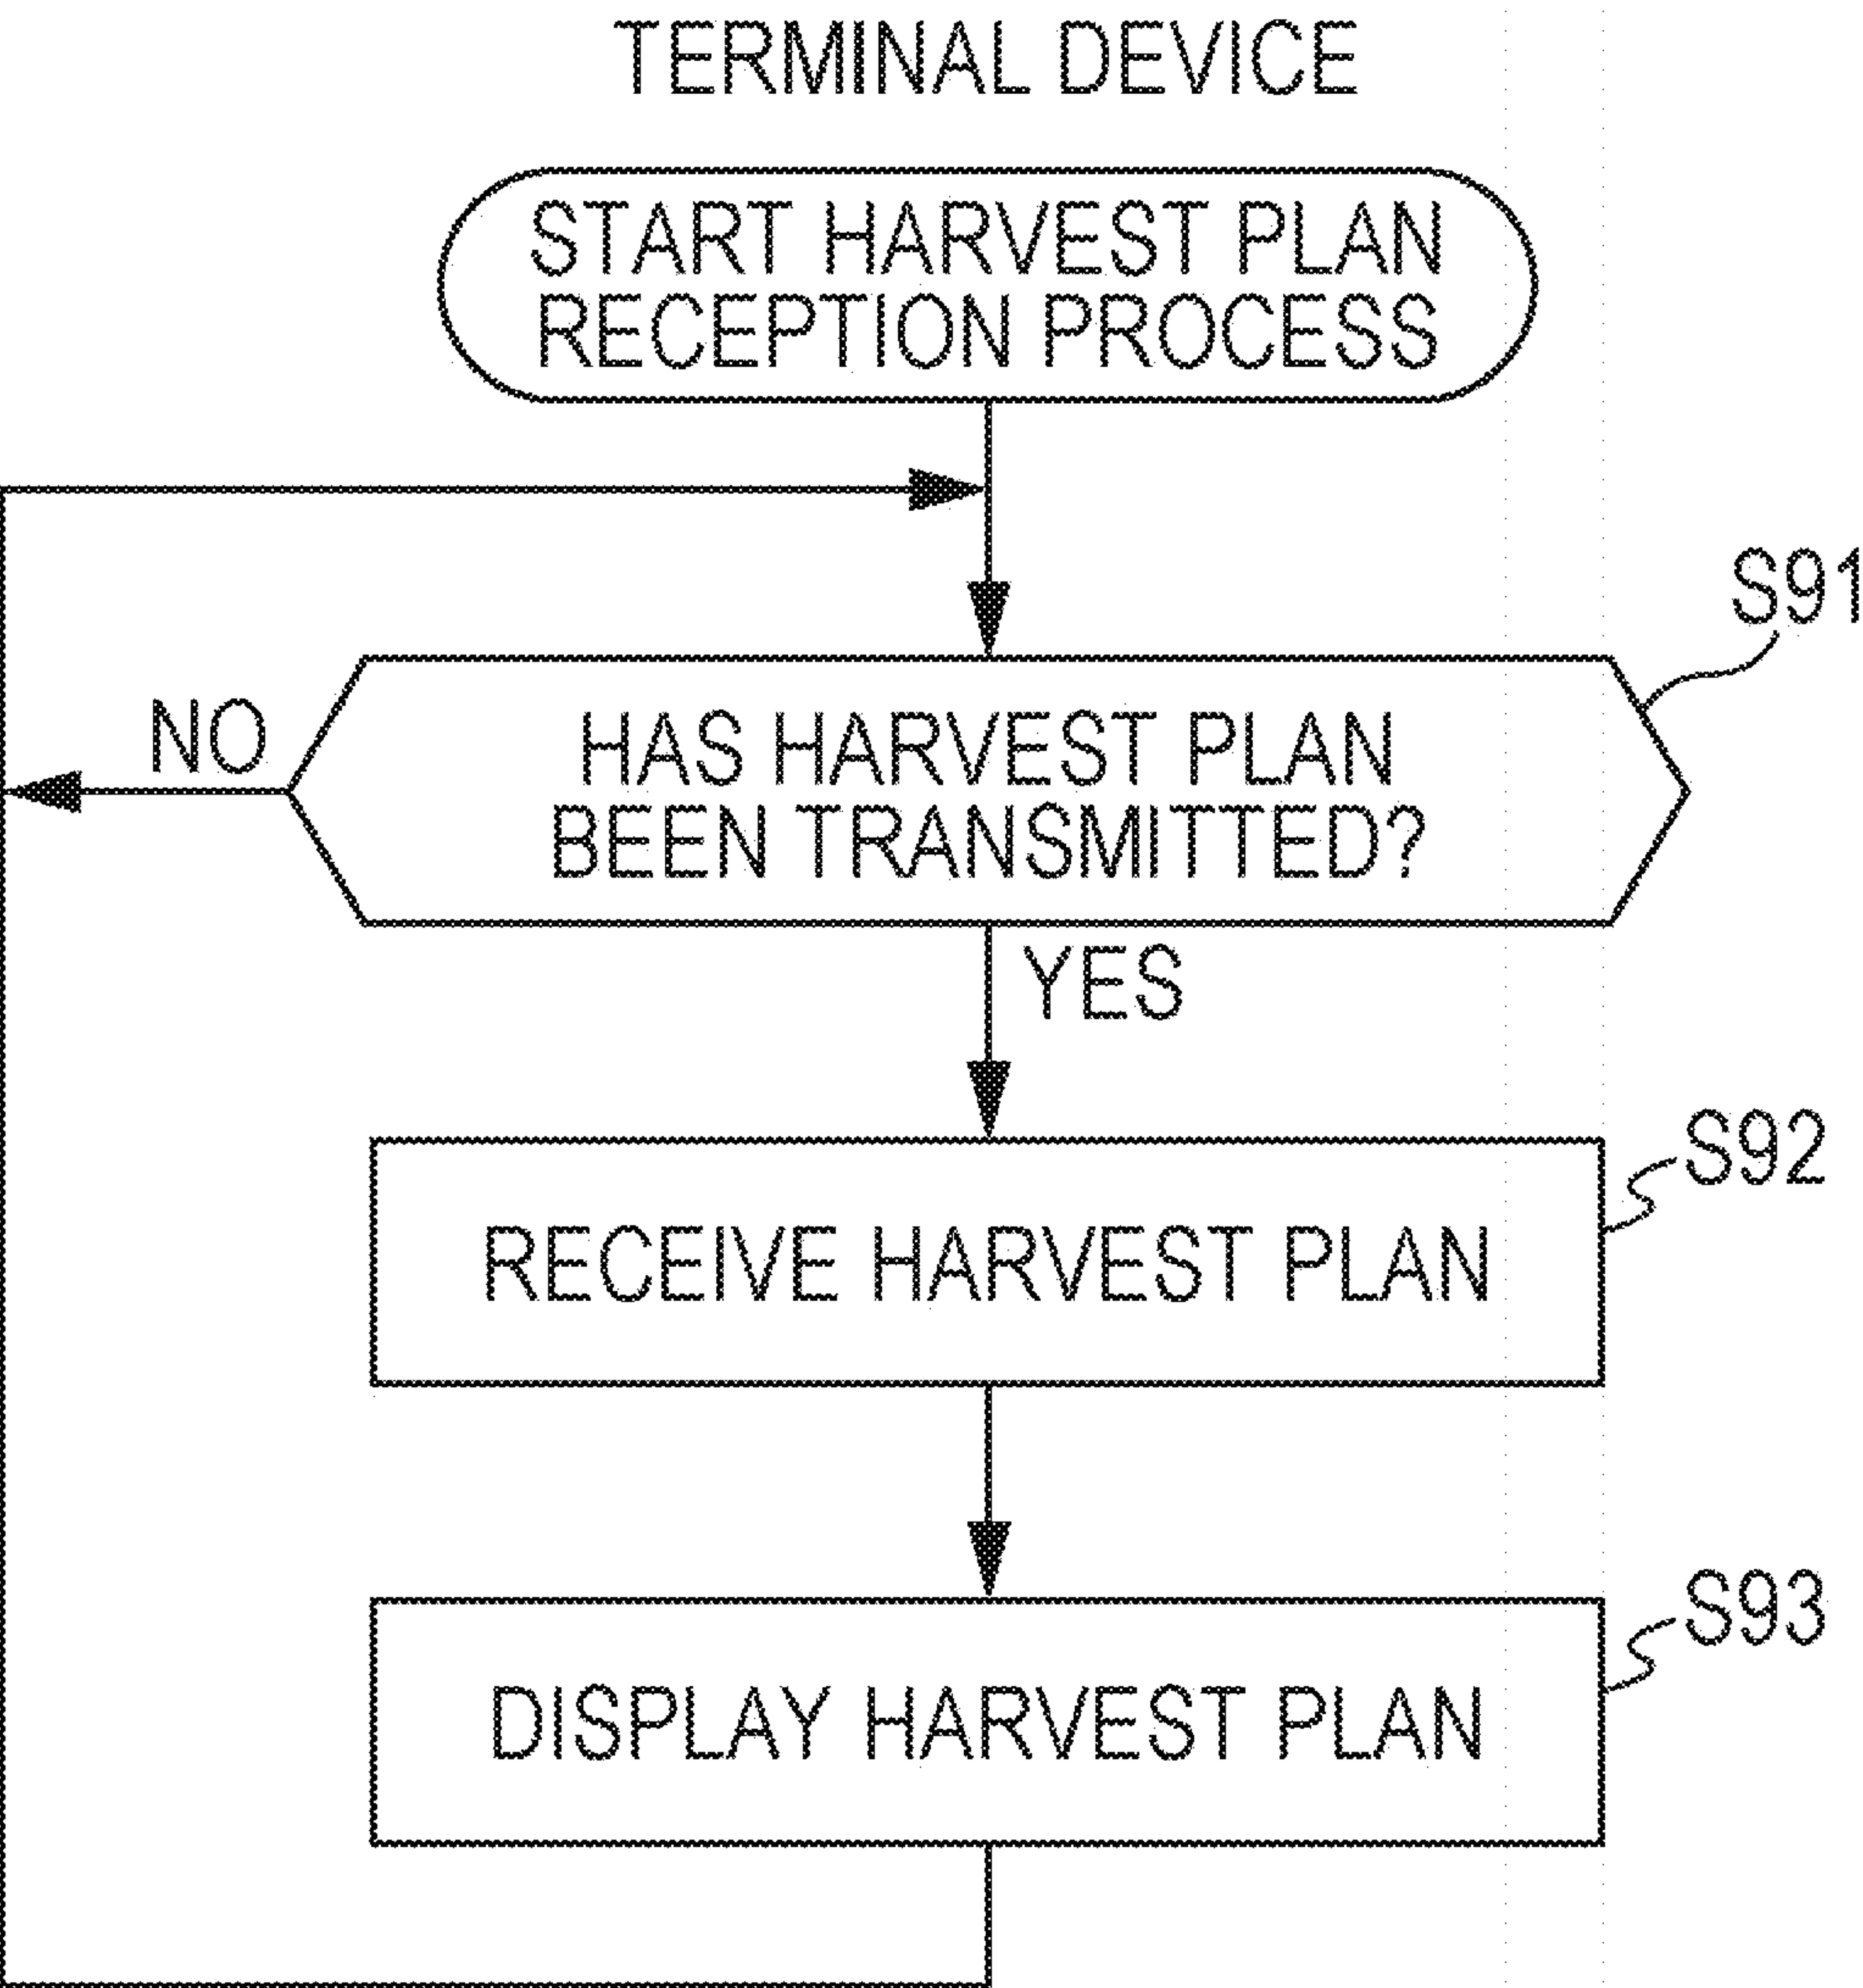 TERMINAL DEVICE
START HARVEST PLAN
RECEPTION PROCESS
S91
NO
HAS HARVEST PLAN
BEEN TRANSMITTED?
YES
S92
RECEIVE HARVEST PLAN
S93
DISPLAY HARVEST PLAN